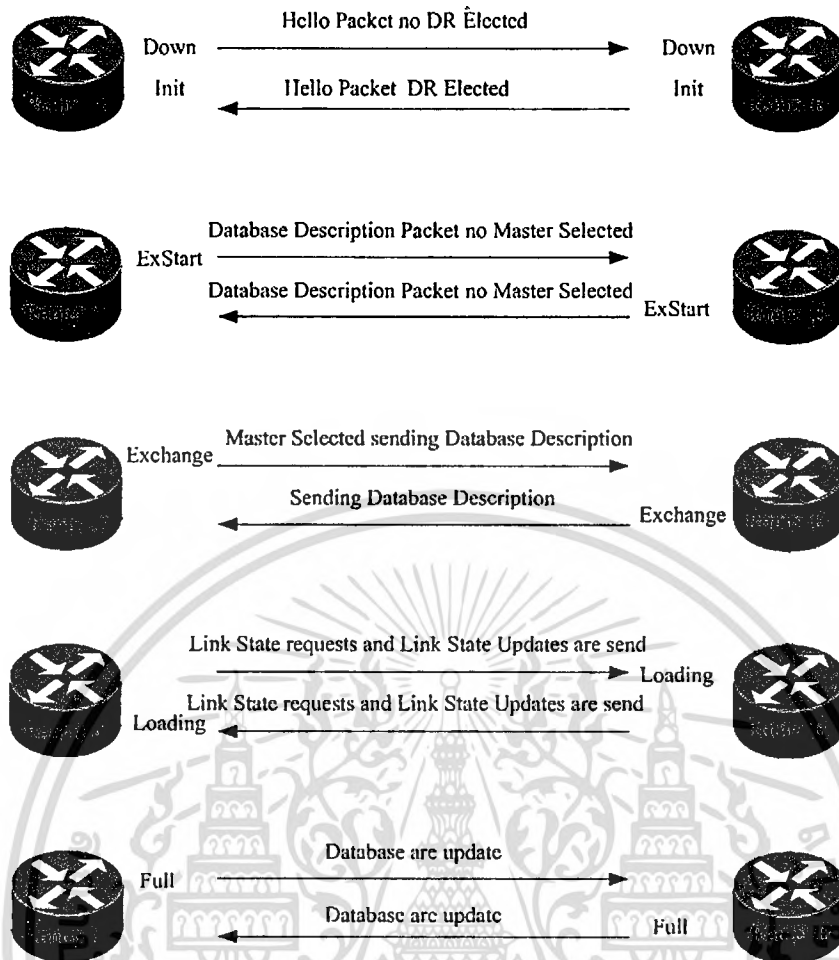 Hello Packet no DR Elected
Down
Down
Init
Hello Packet DR Elected
Init
Database Description Packet no Master Selected
ExStart
Database Description Packet no Master Selected
ExStart
Master Selected sending Database Description
Exchange
Sending Database Description
Exchange
Link State requests and Link State Updates are send
Loading
Link State requests and Link State Updates are send
Loading
Database are update
Full
Database are update
Full